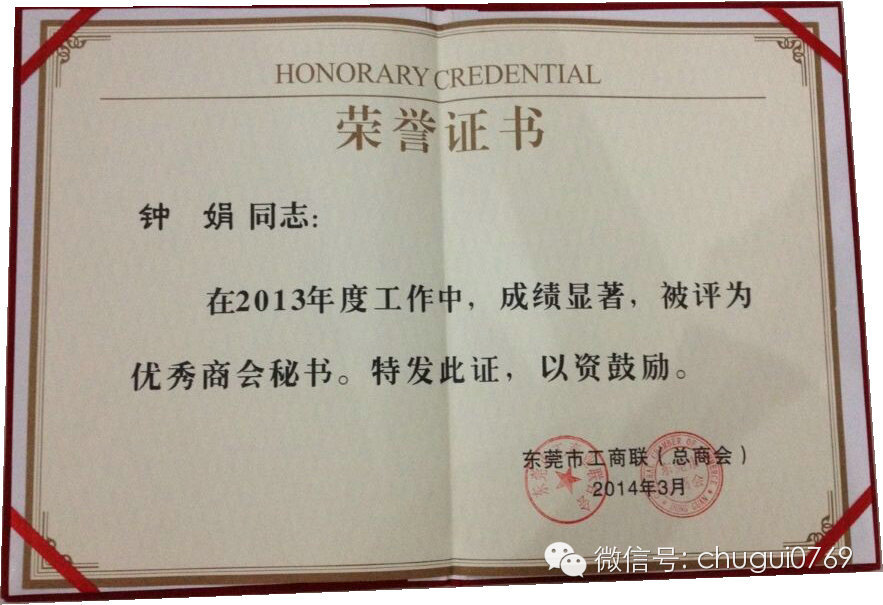 HONORARY CREDENTIAL
荣誉证书
钟 娟 同志：
在2013年度工作中，成绩显著，被评为
优秀商会秘书。特发此证，以资鼓励。
东莞市工商联（总商会）
2014年3月
微信号: chugui0769